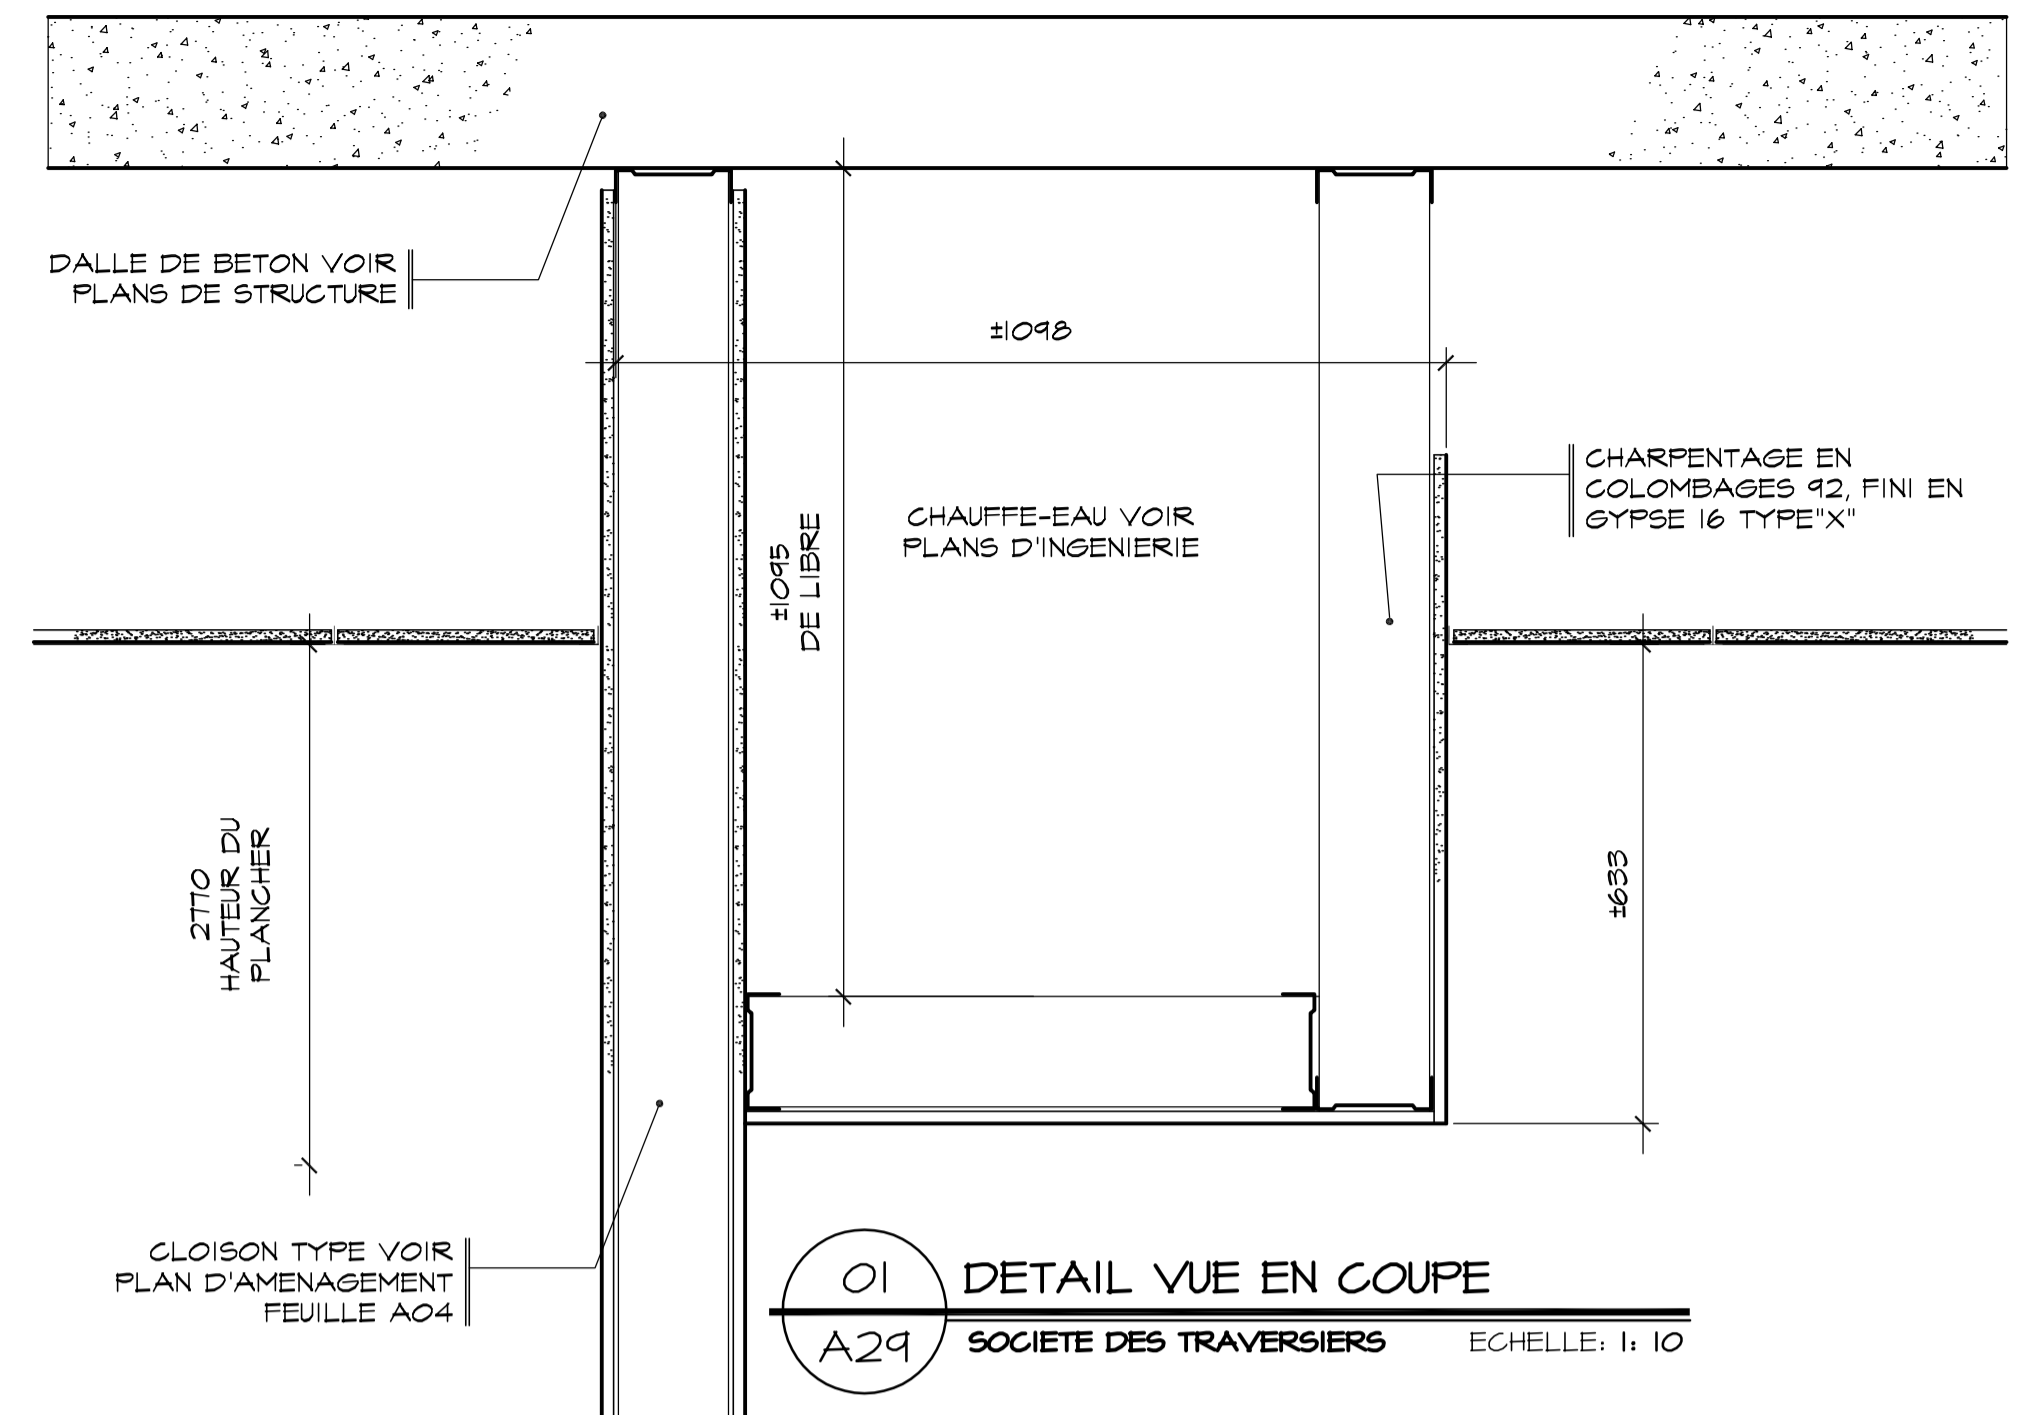 DALLE DE BETON VOIR
PLANS DE STRUCTURE
±1098
CHARPENTAGE EN
COLOMBAGES 92, FINI EN
GYPSE 16 TYPE"X"
CHAUFFE-EAU VOIR
PLANS D'INGENIERIE
±1095
DE LIBRE
2770
HAUTEUR DU
PLANCHER
±633
CLOISON TYPE VOIR
PLAN D'AMENAGEMENT
FEUILLE A04
01
DETAIL VUE EN COUPE
A29
SOCIETE DES TRAVERSIERS
ECHELLE: 1: 10